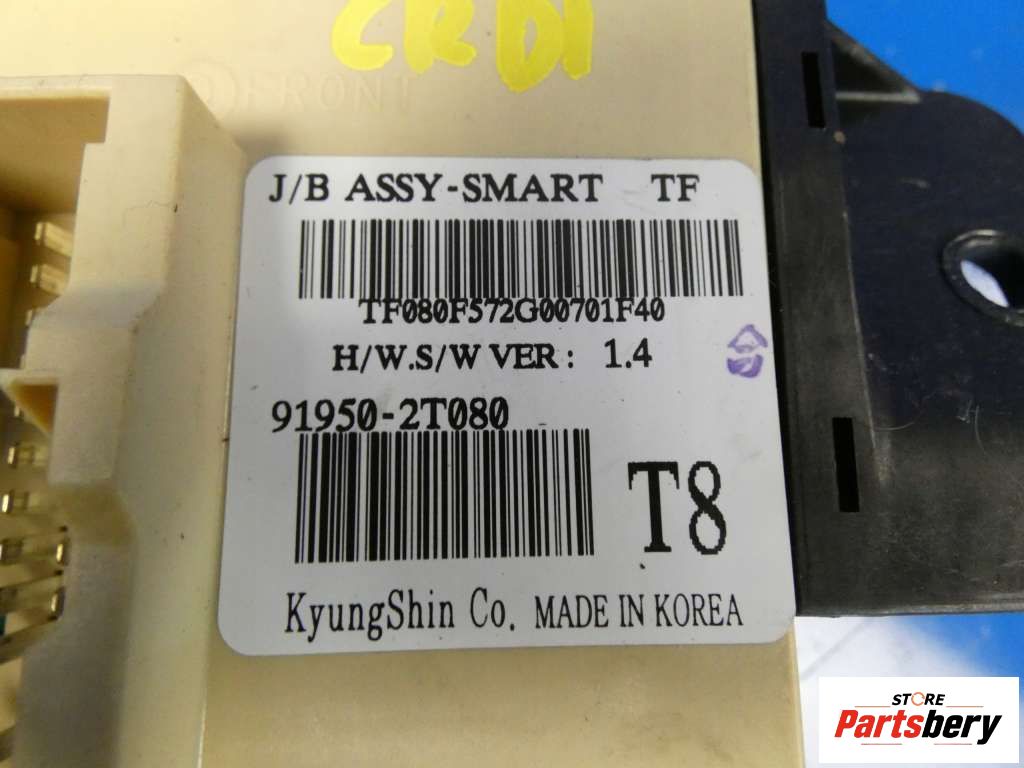 CRDI
FRONT
J/B ASSY-SMART TF
TF080F572G00701F40
H/W.S/W VER : 1.4
91950-2T080
T8
KyungShin Co. MADE IN KOREA
STORE
Partsbery